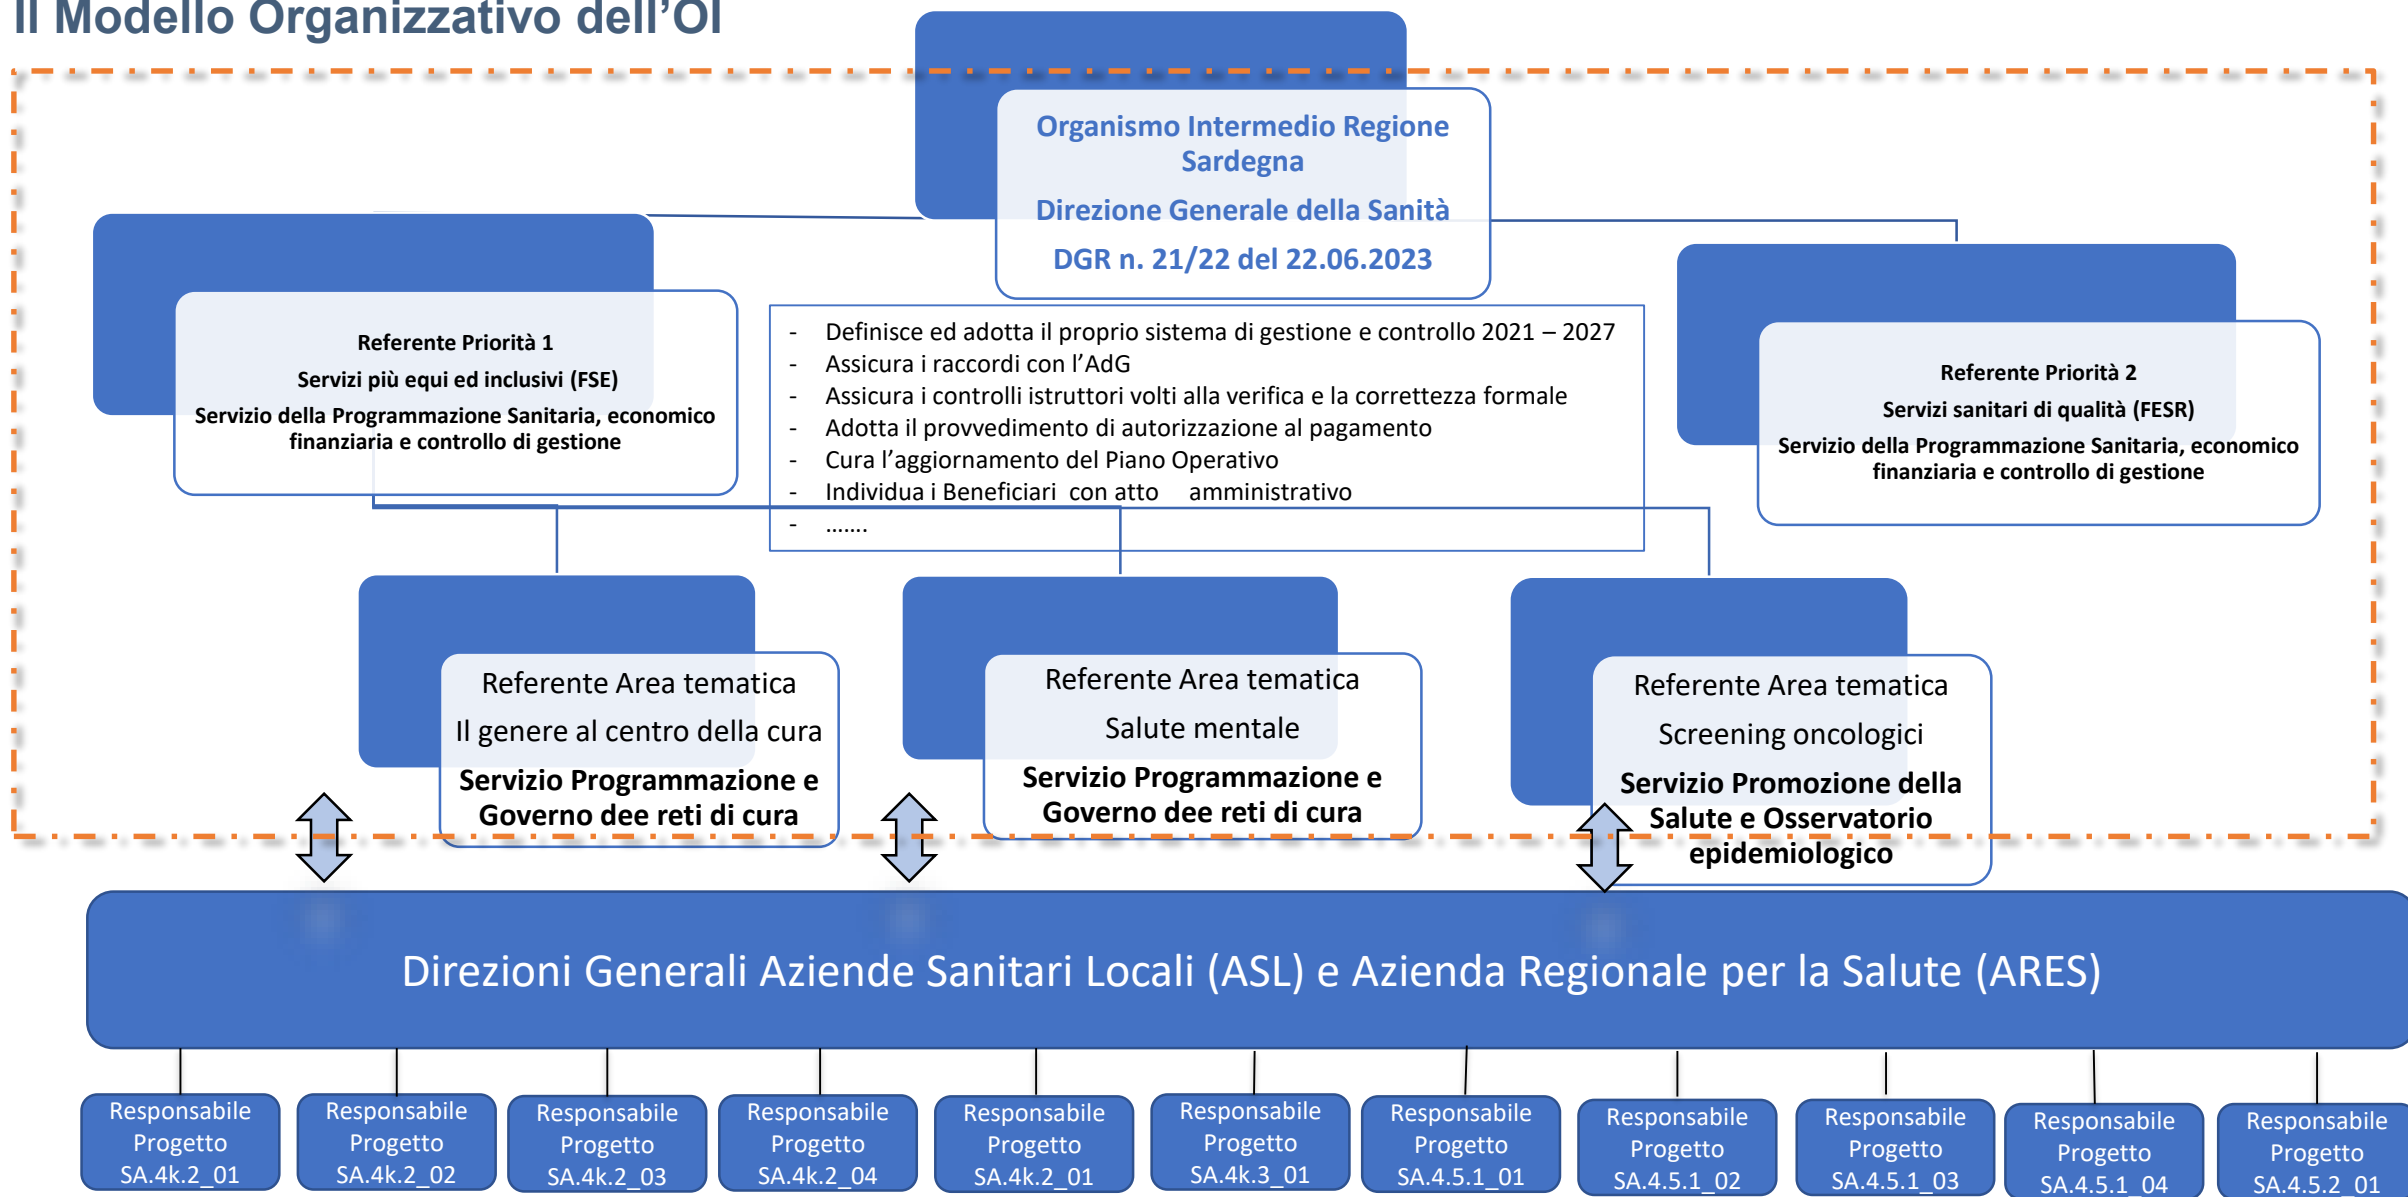 Il Modello Organizzativo dell’OI
Organismo Intermedio Regione
Sardegna
Direzione Generale della Sanità
DGR n. 21/22 del 22.06.2023
Referente Priorità 1
Servizi più equi ed inclusivi (FSE)
Servizio della Programmazione Sanitaria, economico
finanziaria e controllo di gestione
- Definisce ed adotta il proprio sistema di gestione e controllo 2021 – 2027
- Assicura i raccordi con l’AdG
- Assicura i controlli istruttori volti alla verifica e la correttezza formale
- Adotta il provvedimento di autorizzazione al pagamento
- Cura l’aggiornamento del Piano Operativo
- Individua i Beneficiari con atto amministrativo
- …….
Referente Priorità 2
Servizi sanitari di qualità (FESR)
Servizio della Programmazione Sanitaria, economico
finanziaria e controllo di gestione
Referente Area tematica
Il genere al centro della cura
Servizio Programmazione e
Governo dee reti di cura
Referente Area tematica
Salute mentale
Servizio Programmazione e
Governo dee reti di cura
Referente Area tematica
Screening oncologici
Servizio Promozione della
Salute e Osservatorio
epidemiologico
Direzioni Generali Aziende Sanitari Locali (ASL) e Azienda Regionale per la Salute (ARES)
Responsabile
Progetto
SA.4k.2_01
Responsabile
Progetto
SA.4k.2_02
Responsabile
Progetto
SA.4k.2_03
Responsabile
Progetto
SA.4k.2_04
Responsabile
Progetto
SA.4k.2_01
Responsabile
Progetto
SA.4k.3_01
Responsabile
Progetto
SA.4.5.1_01
Responsabile
Progetto
SA.4.5.1_02
Responsabile
Progetto
SA.4.5.1_03
Responsabile
Progetto
SA.4.5.1_04
Responsabile
Progetto
SA.4.5.2_01